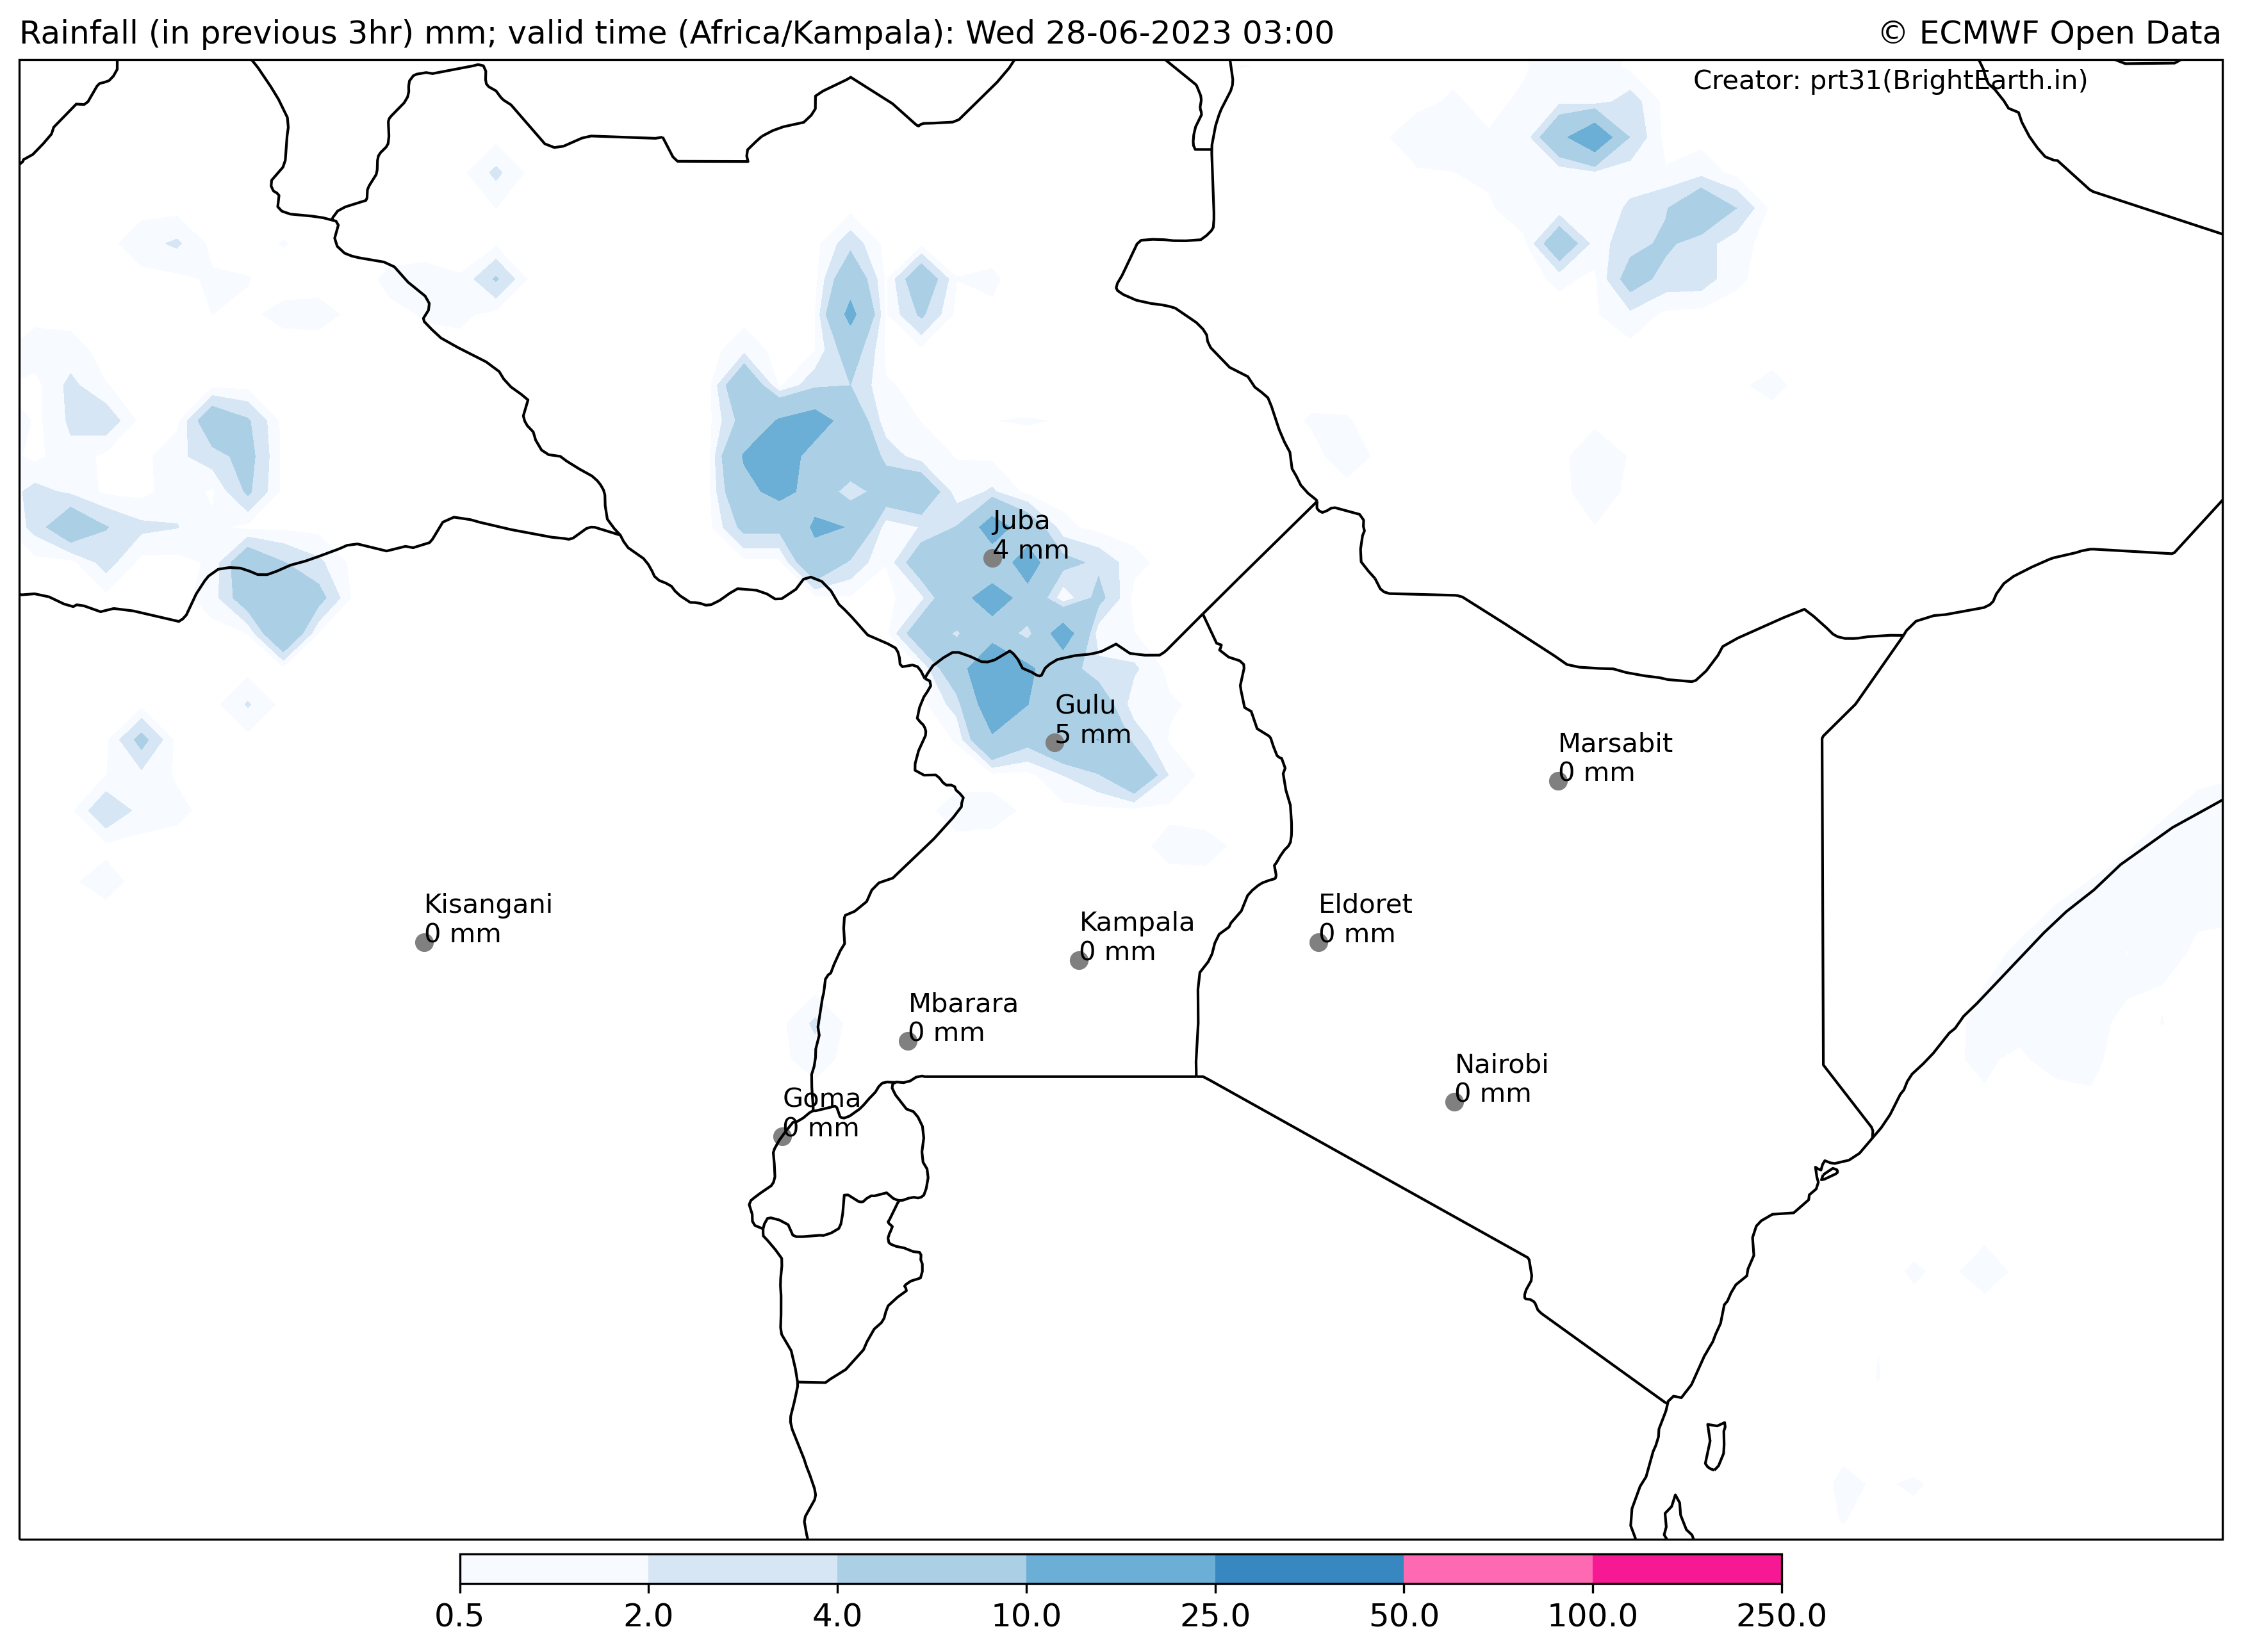 Rainfall (in previous 3hr) mm; valid time (Africa/Kampala): Wed 28-06-2023 03:00
© ECMWF Open Data
Creator: prt31(BrightEarth.in)
Juba
4 mm
Gulu
5 mm
Marsabit
0 mm
Kisangani
0 mm
Kampala
0 mm
Eldoret
0 mm
Mbarara
0 mm
Nairobi
0 mm
Goma
0 mm
0.5 2.0 4.0 10.0 25.0 50.0 100.0 250.0